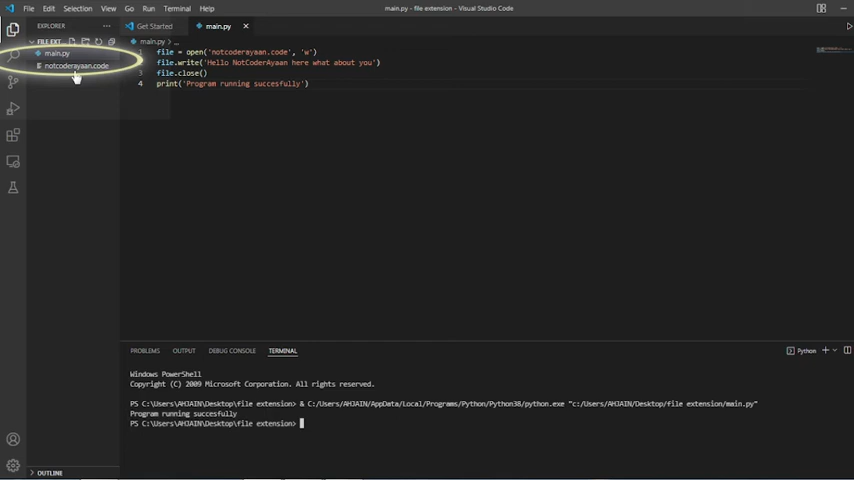 File Edit Selection View Go Run Terminal Help
main.py - file extension - Visual Studio Code
EXPLORER
Get Started
main.py
FILE EXT
main.py
notcoderayaan.code
main.py > ...
1 file = open('notcoderayaan.code', 'w')
2 file.write('Hello NotCoderAyaan here what about you')
3 file.close()
4 print('Program running succesfully')
PROBLEMS OUTPUT DEBUG CONSOLE TERMINAL
Python
Windows PowerShell
Copyright (C) 2009 Microsoft Corporation. All rights reserved.
PS C:\Users\AHJAIN\Desktop\file extension> & C:/Users/AHJAIN/AppData/Local/Programs/Python/Python38/python.exe "c:/Users/AHJAIN/Desktop/file extension/main.py"
Program running succesfully
PS C:\Users\AHJAIN\Desktop\file extension>
OUTLINE